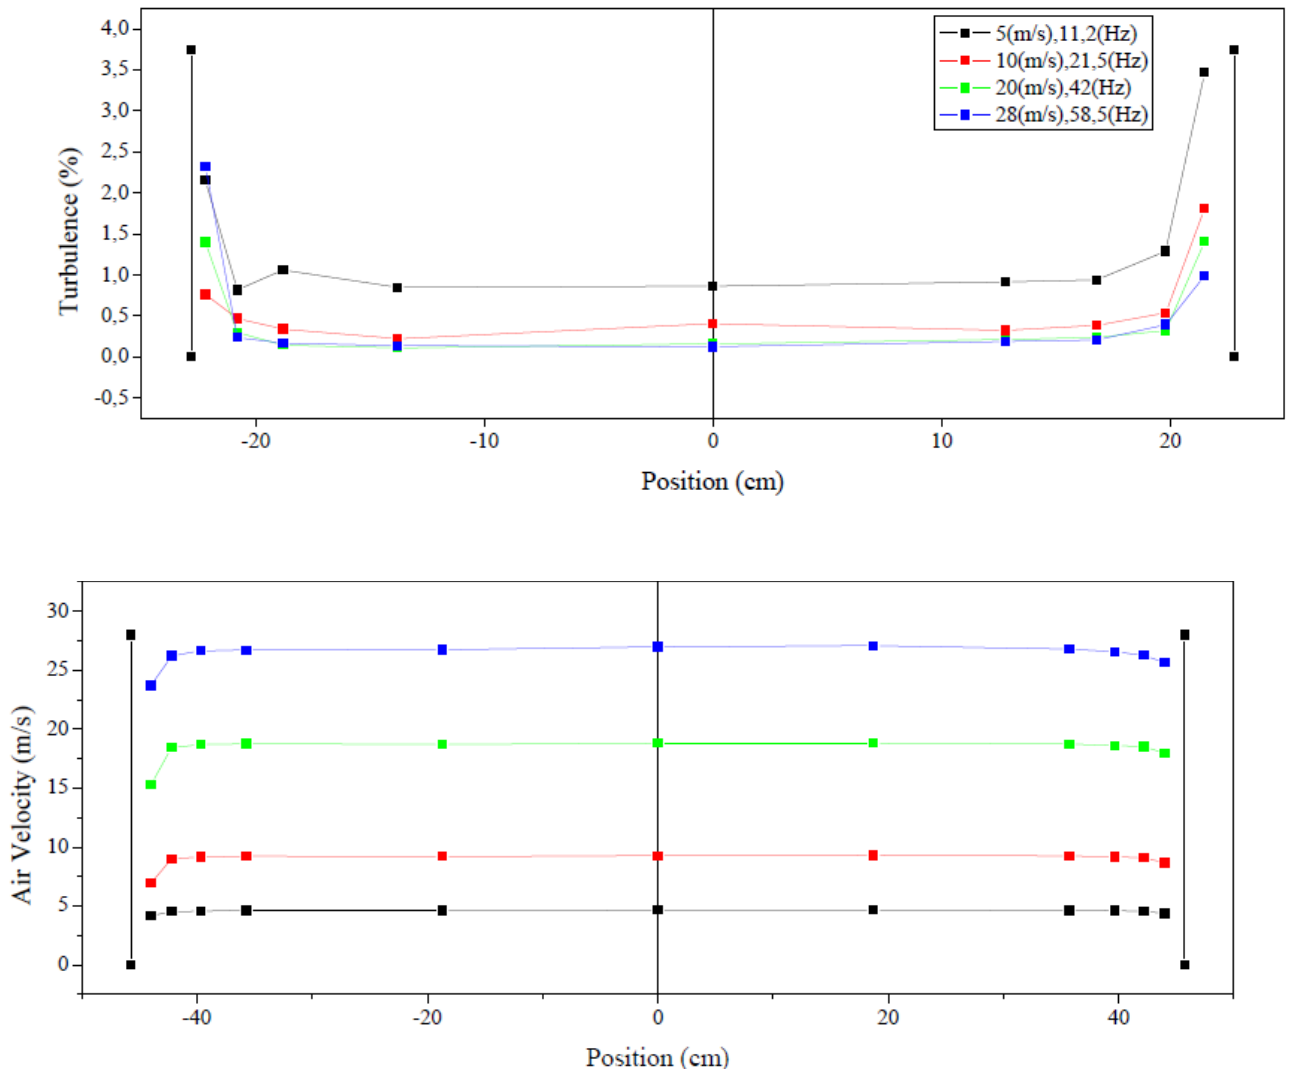 4,0
3,5
3,0
2,5
2,0
1,5
1,0
0,5
0,0
-0,5
Turbulence (%)
5(m/s),11,2(Hz)
10(m/s),21,5(Hz)
20(m/s),42(Hz)
28(m/s),58,5(Hz)
-20 -10 0 10 20
Position (cm)
30
25
20
15
10
5
0
Air Velocity (m/s)
-40 -20 0 20 40
Position (cm)